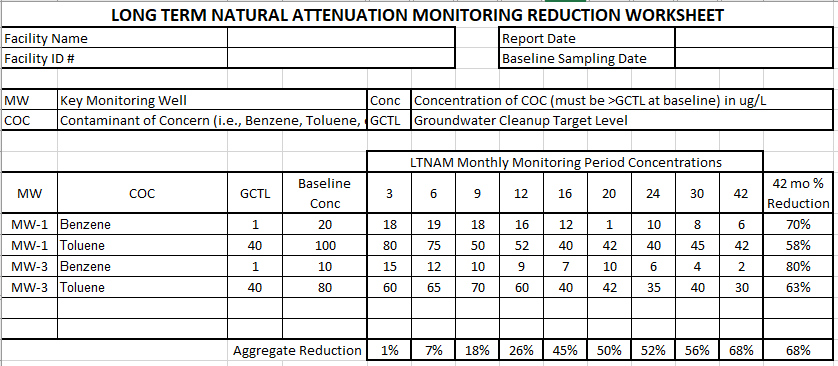 LONG TERM NATURAL ATTENUATION MONITORING REDUCTION WORKSHEET
Facility Name Report Date
Facility ID # Baseline Sampling Date
MW Key Monitoring Well Conc Concentration of COC (must be >GCTL at baseline) in ug/L
COC Contaminant of Concern (i.e., Benzene, Toluene, GCTL Groundwater Cleanup Target Level
LTNAM Monthly Monitoring Period Concentrations
MW COC GCTL Baseline Conc 3 6 9 12 16 20 24 30 42 42 mo % Reduction
MW-1 Benzene 1 20 18 19 18 16 12 1 10 8 6 70%
MW-1 Toluene 40 100 80 75 50 52 40 42 40 45 42 58%
MW-3 Benzene 1 10 15 12 10 9 7 10 6 4 2 80%
MW-3 Toluene 40 80 60 65 70 60 40 42 35 40 30 63%
Aggregate Reduction 1% 7% 18% 26% 45% 50% 52% 56% 68% 68%